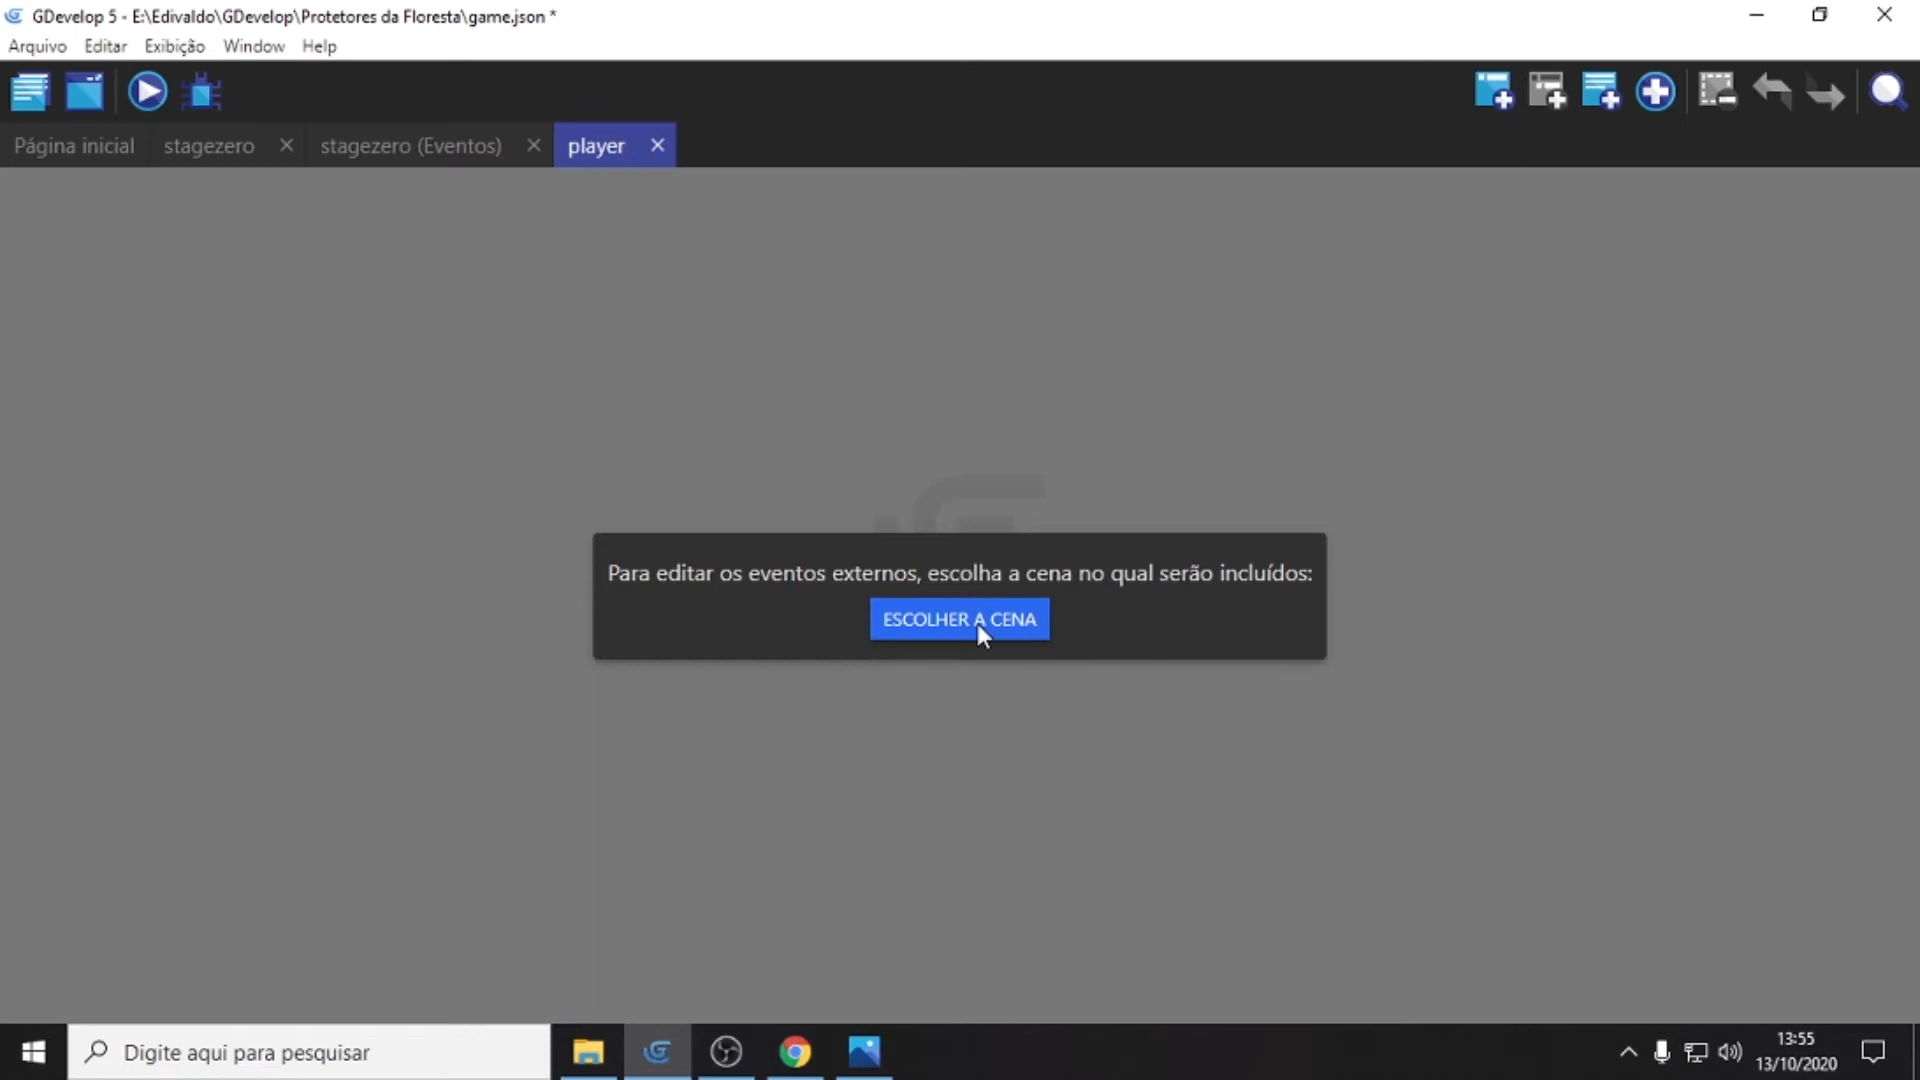 GDevelop 5 - E:\Edivaldo\GDevelop\Protetores da Floresta\game.json *
Arquivo Editar Exibição Window Help
Página inicial stagezero stagezero (Eventos) player
Para editar os eventos externos, escolha a cena no qual serão incluídos:
ESCOLHER A CENA
Digite aqui para pesquisar
13:55
13/10/2020